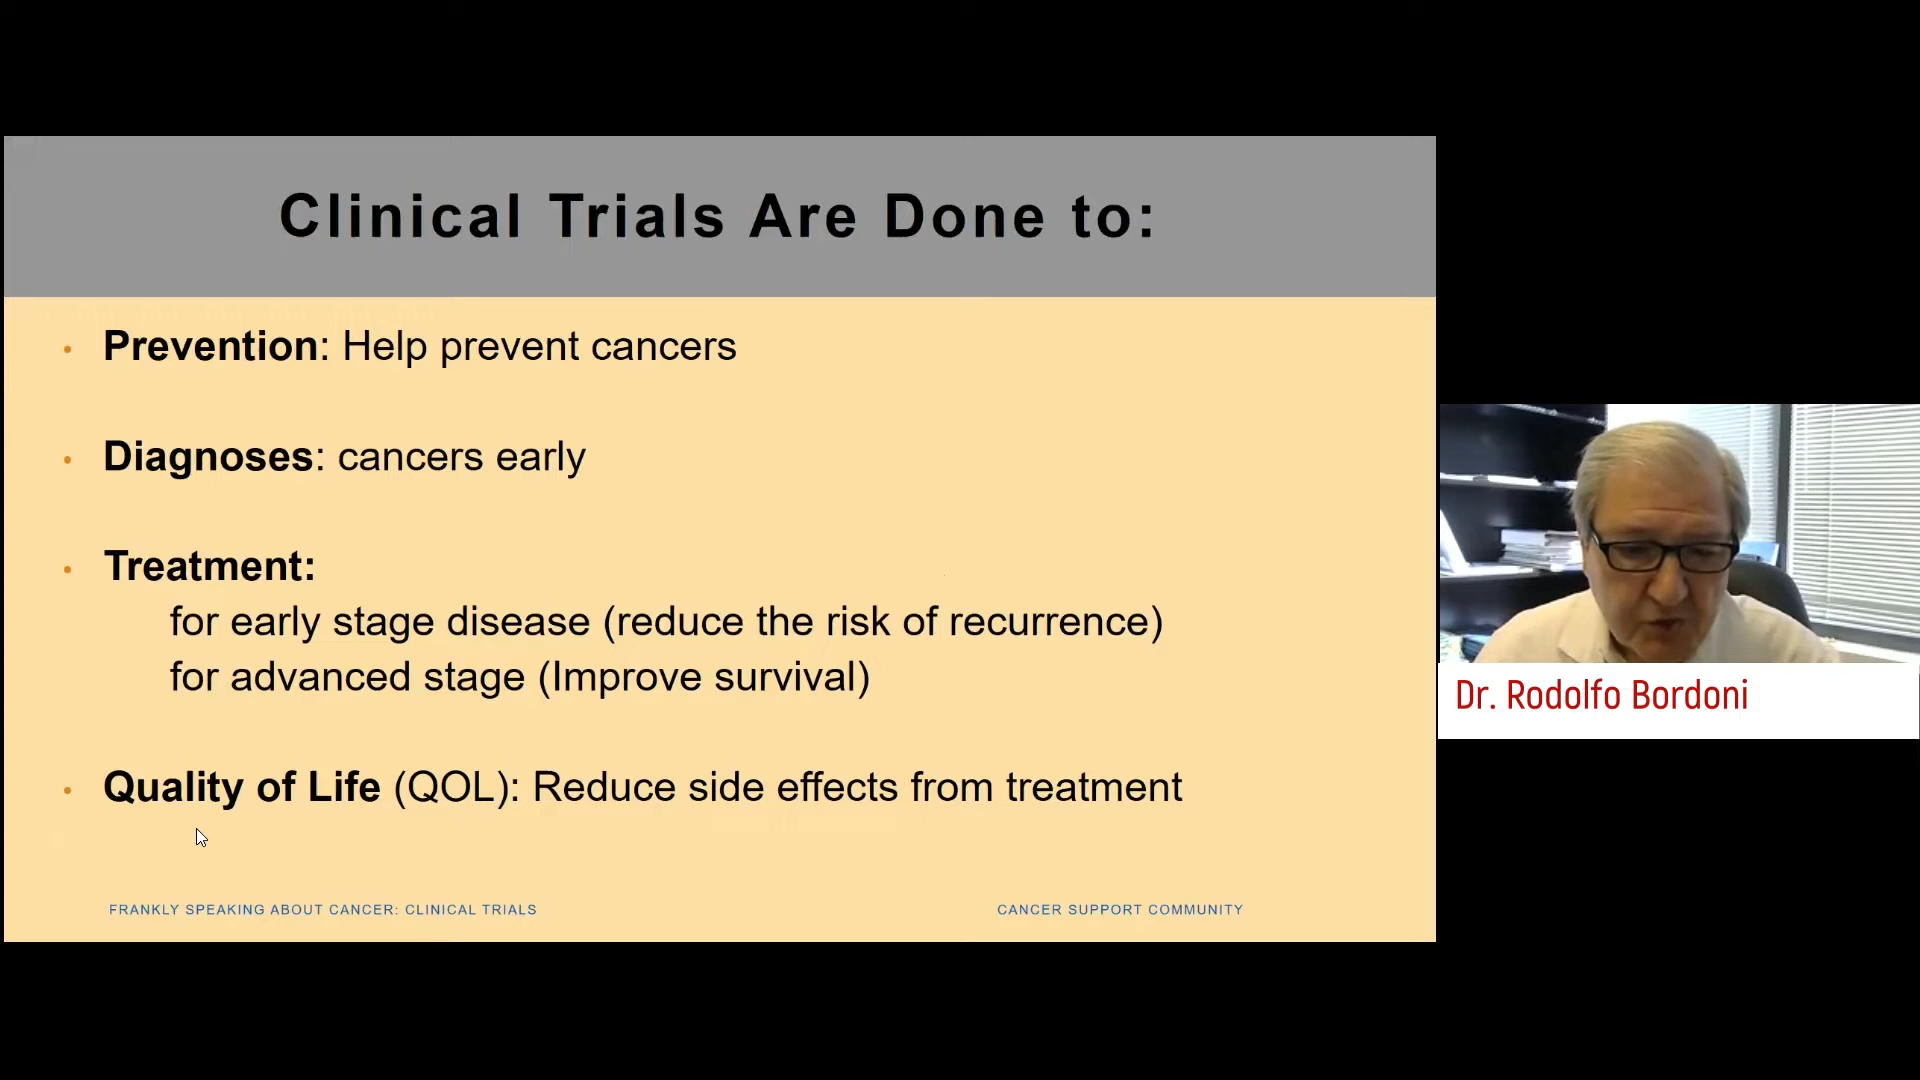 Clinical Trials Are Done to:
• Prevention: Help prevent cancers
• Diagnoses: cancers early
• Treatment:
for early stage disease (reduce the risk of recurrence)
for advanced stage (Improve survival)
• Quality of Life (QOL): Reduce side effects from treatment
FRANKLY SPEAKING ABOUT CANCER: CLINICAL TRIALS
CANCER SUPPORT COMMUNITY
Dr. Rodolfo Bordoni